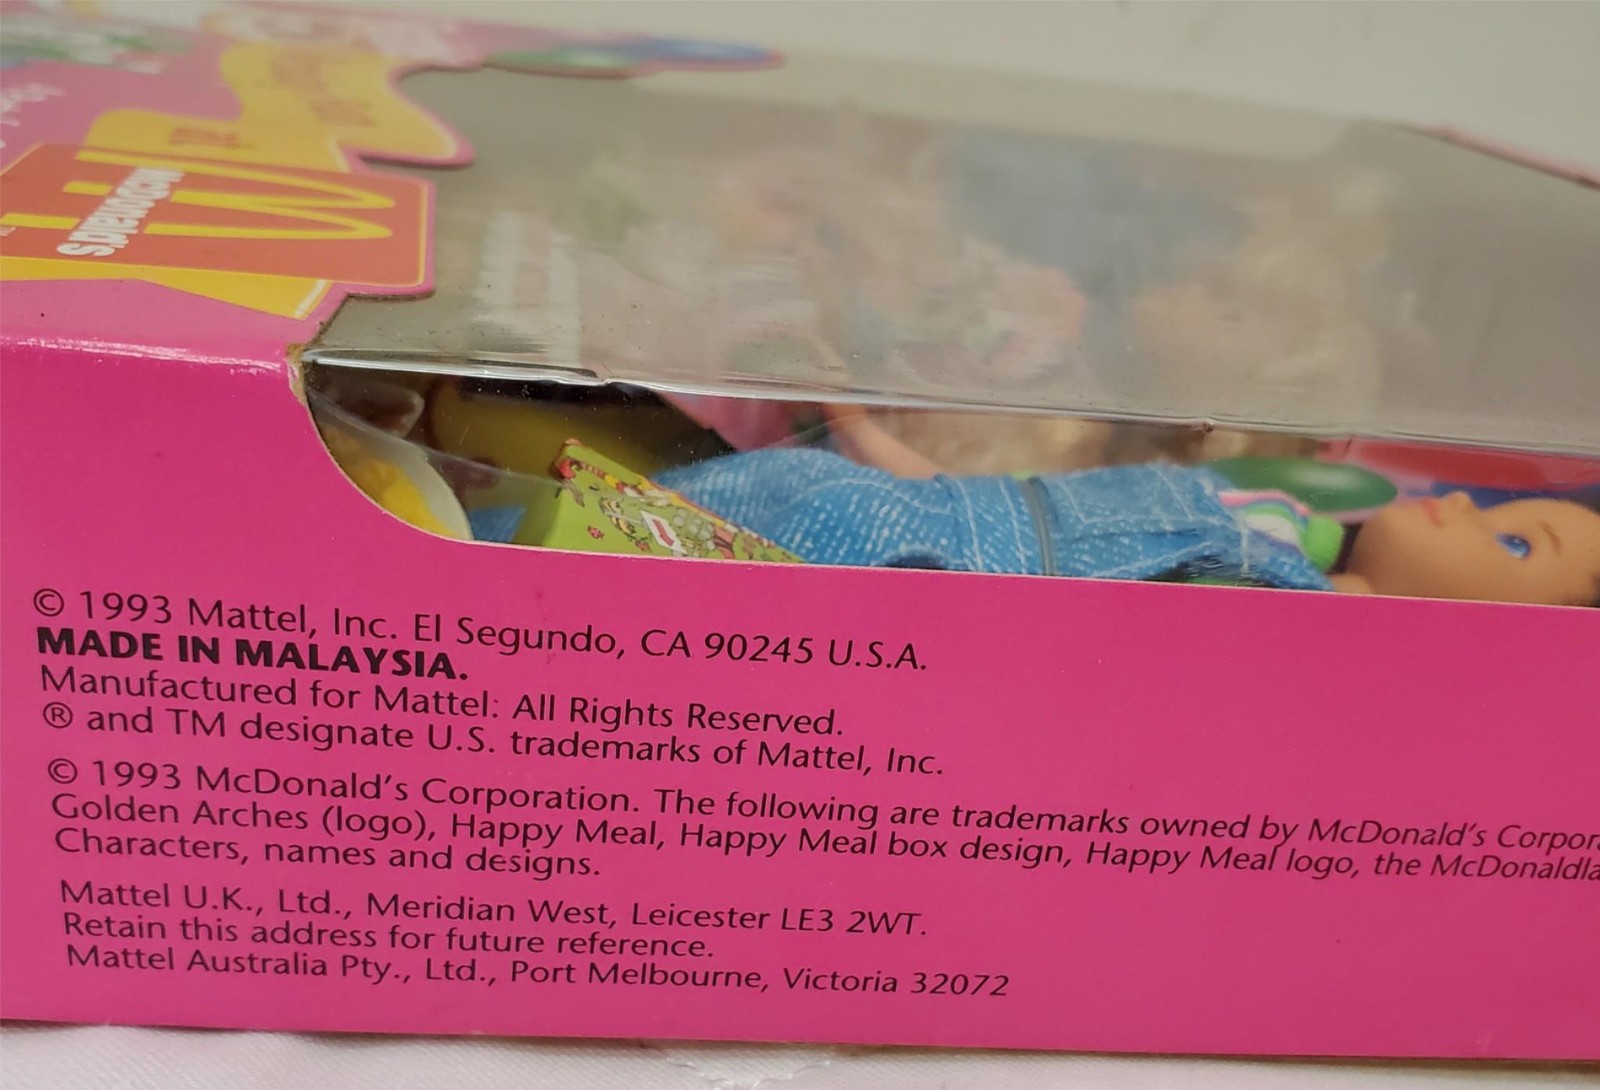 McDonald's
© 1993 Mattel, Inc. El Segundo, CA 90245 U.S.A.
MADE IN MALAYSIA.
Manufactured for Mattel: All Rights Reserved.
® and TM designate U.S. trademarks of Mattel, Inc.
© 1993 McDonald's Corporation. The following are trademarks owned by McDonald's Corpor
Golden Arches (logo), Happy Meal, Happy Meal box design, Happy Meal logo, the McDonaldla
Characters, names and designs.
Mattel U.K., Ltd., Meridian West, Leicester LE3 2WT.
Retain this address for future reference.
Mattel Australia Pty., Ltd., Port Melbourne, Victoria 32072